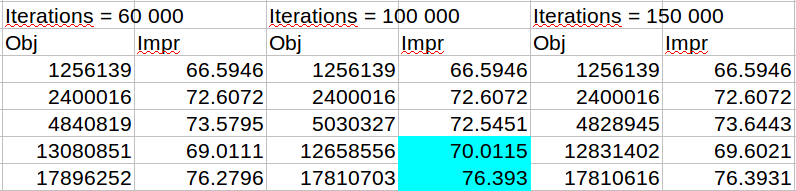 Iterations = 60 000 Iterations = 100 000 Iterations = 150 000
Obj Impr Obj Impr Obj Impr
1256139 66.5946 1256139 66.5946 1256139 66.5946
2400016 72.6072 2400016 72.6072 2400016 72.6072
4840819 73.5795 5030327 72.5451 4828945 73.6443
13080851 69.0111 12658556 70.0115 12831402 69.6021
17896252 76.2796 17810703 76.393 17810616 76.3931